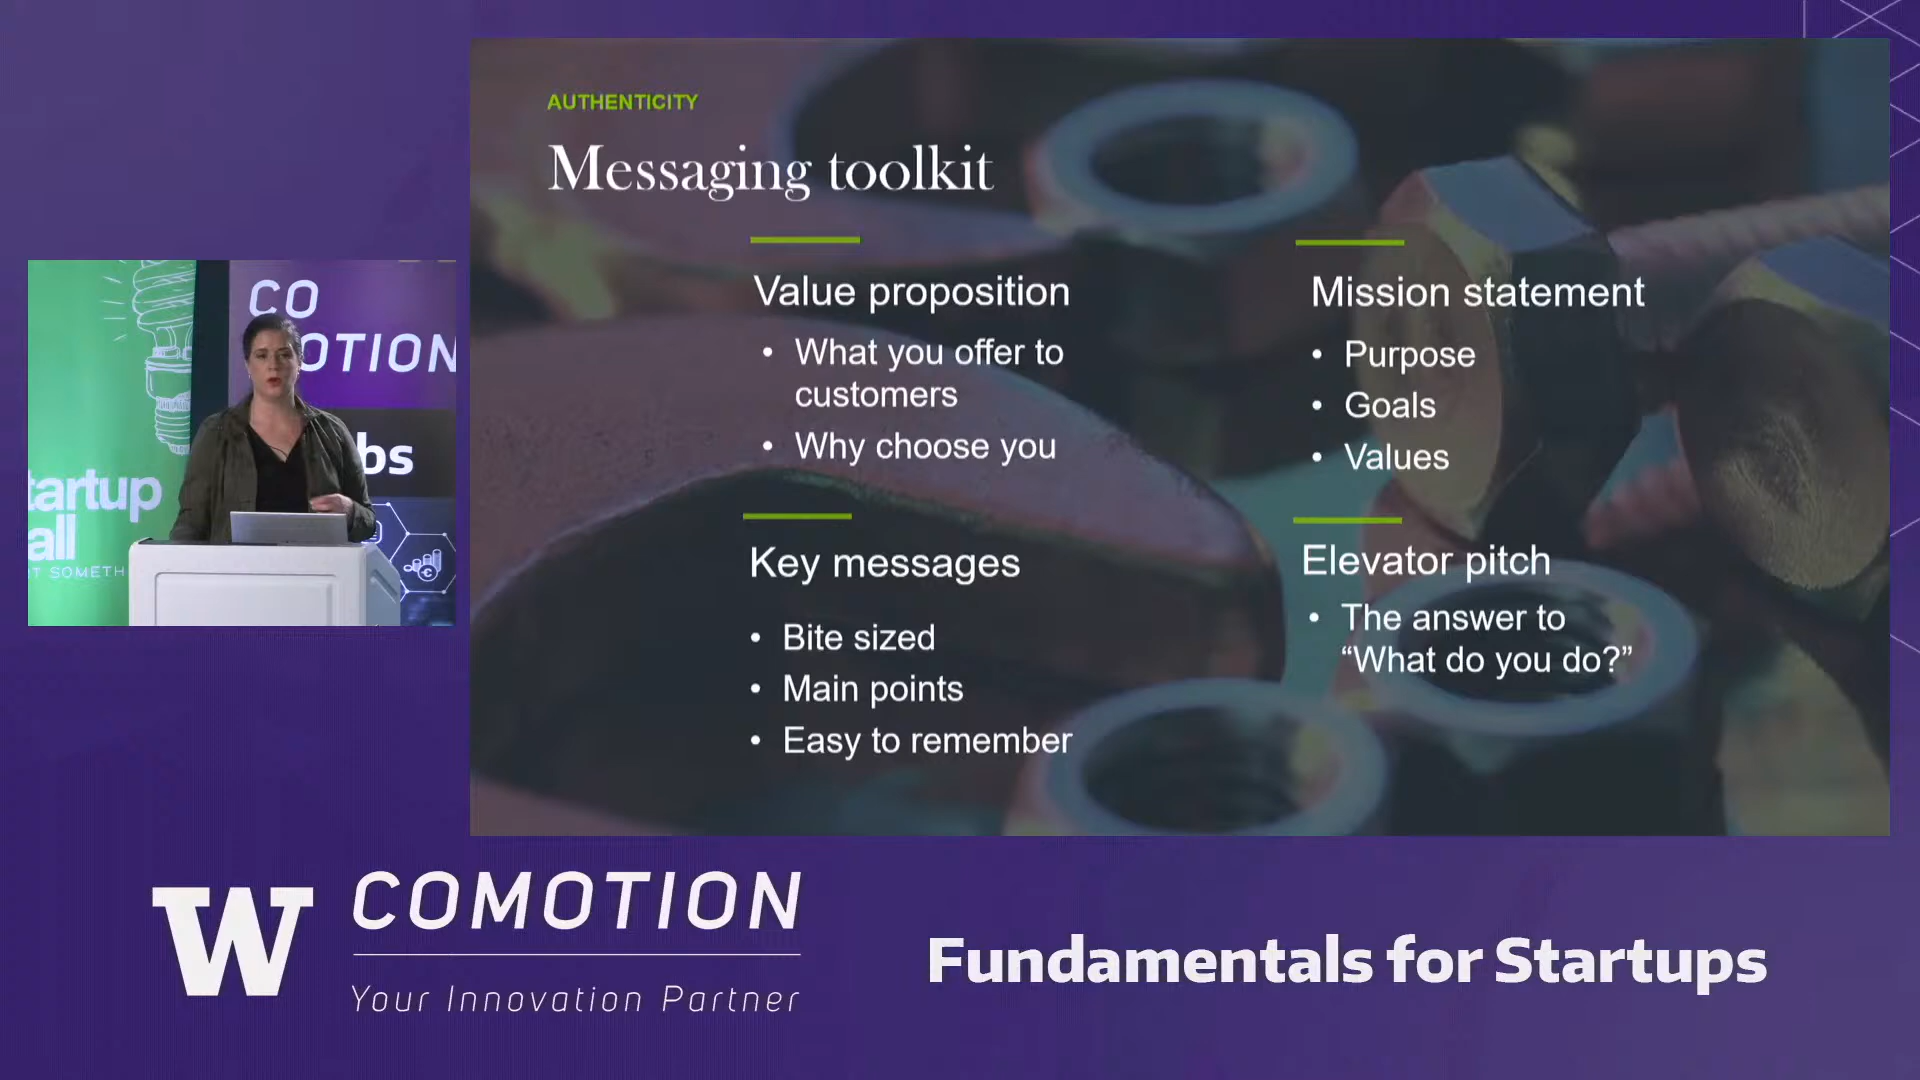 AUTHENTICITY
Messaging toolkit
Value proposition
• What you offer to
customers
• Why choose you
Mission statement
• Purpose
• Goals
• Values
Key messages
• Bite sized
• Main points
• Easy to remember
Elevator pitch
• The answer to
“What do you do?”
CO
OTION
bs
tartup
all
T SOMETH
W
COMOTION
Your Innovation Partner
Fundamentals for Startups